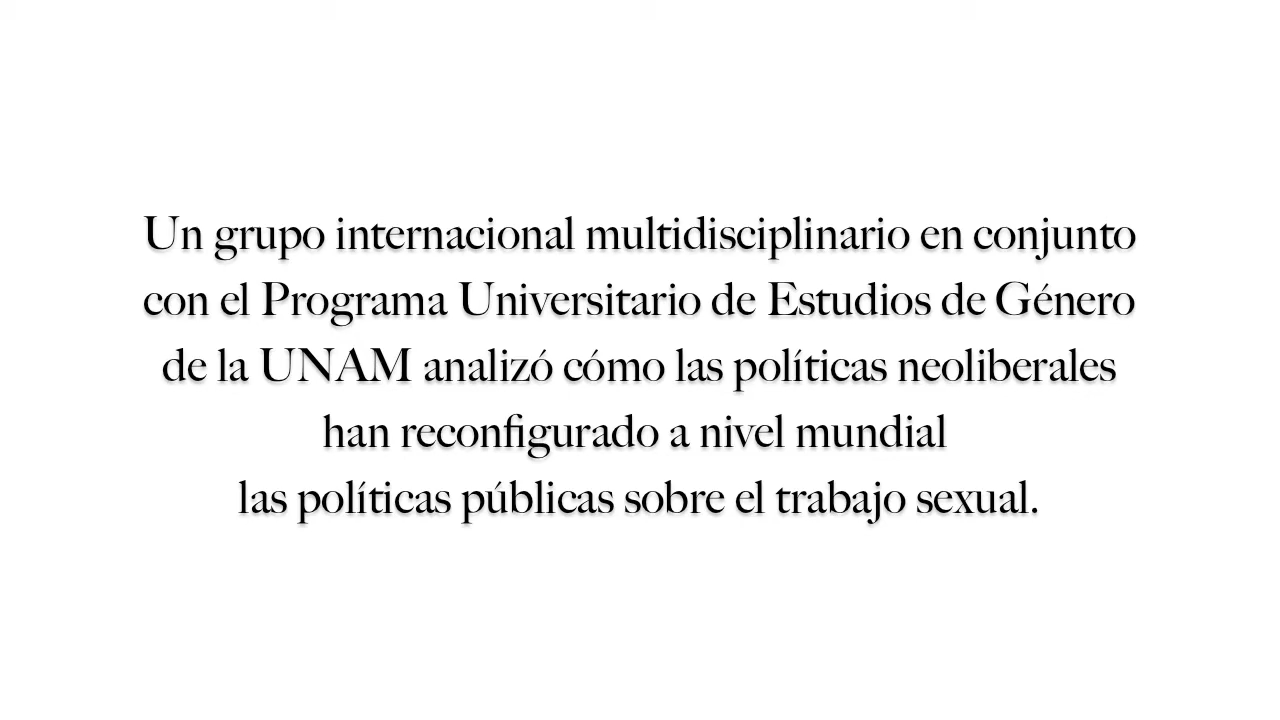 Un grupo internacional multidisciplinario en conjunto
con el Programa Universitario de Estudios de Género
de la UNAM analizó cómo las políticas neoliberales
han reconfigurado a nivel mundial
las políticas públicas sobre el trabajo sexual.